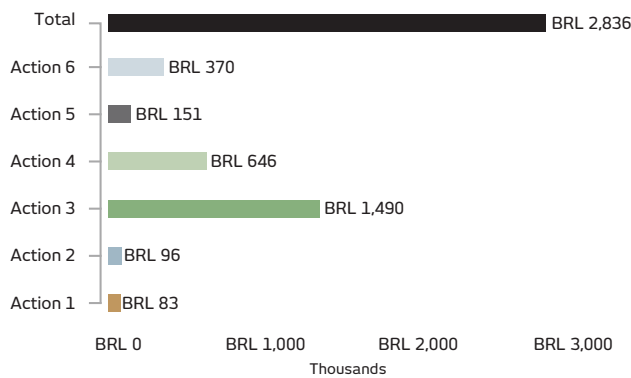 Total BRL 2,836
Action 6 BRL 370
Action 5 BRL 151
Action 4 BRL 646
Action 3 BRL 1,490
Action 2 BRL 96
Action 1 BRL 83
BRL 0 BRL 1,000 BRL 2,000 BRL 3,000
Thousands